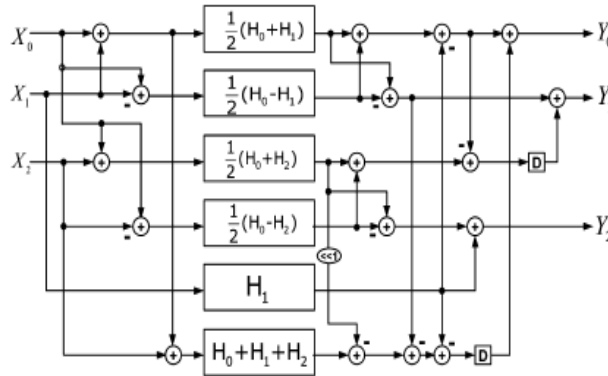 X₀ ½(H₀+H₁) Y₀
X₁ ½(H₀-H₁) Y
X₂ ½(H₀+H₂) D
½(H₀-H₂) Y₂
<<1
H₁
H₀+H₁+H₂ D